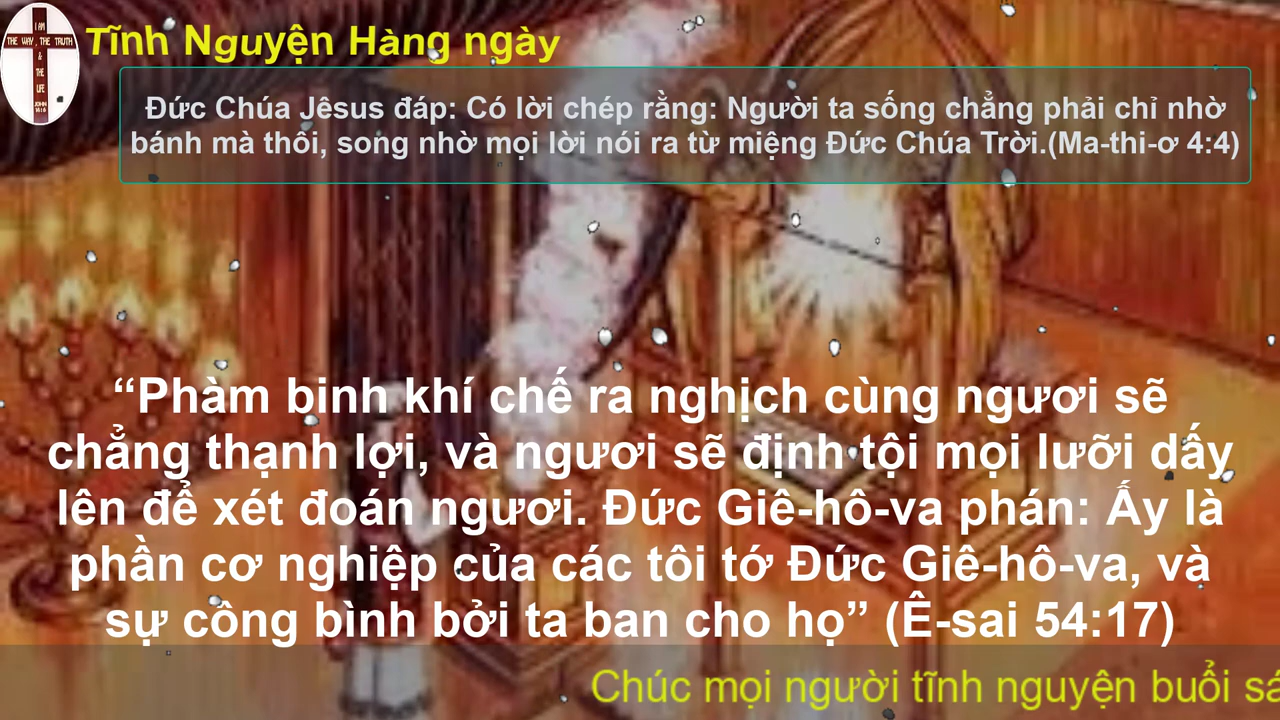 I AM
THE WAY, THE TRUTH
&
THE
LIFE
JOHN
Tĩnh Nguyện Hàng ngày
Đức Chúa Jêsus đáp: Có lời chép rằng: Người ta sống chẳng phải chỉ nhờ
bánh mà thôi, song nhờ mọi lời nói ra từ miệng Đức Chúa Trời.(Ma-thi-ơ 4:4)
“Phàm binh khí chế ra nghịch cùng ngươi sẽ
chẳng thạnh lợi, và ngươi sẽ định tội mọi lưỡi dấy
lên để xét đoán ngươi. Đức Giê-hô-va phán: Ấy là
phần cơ nghiệp của các tôi tớ Đức Giê-hô-va, và
sự công bình bởi ta ban cho họ” (Ê-sai 54:17)
Chúc mọi người tĩnh nguyện buổi sá